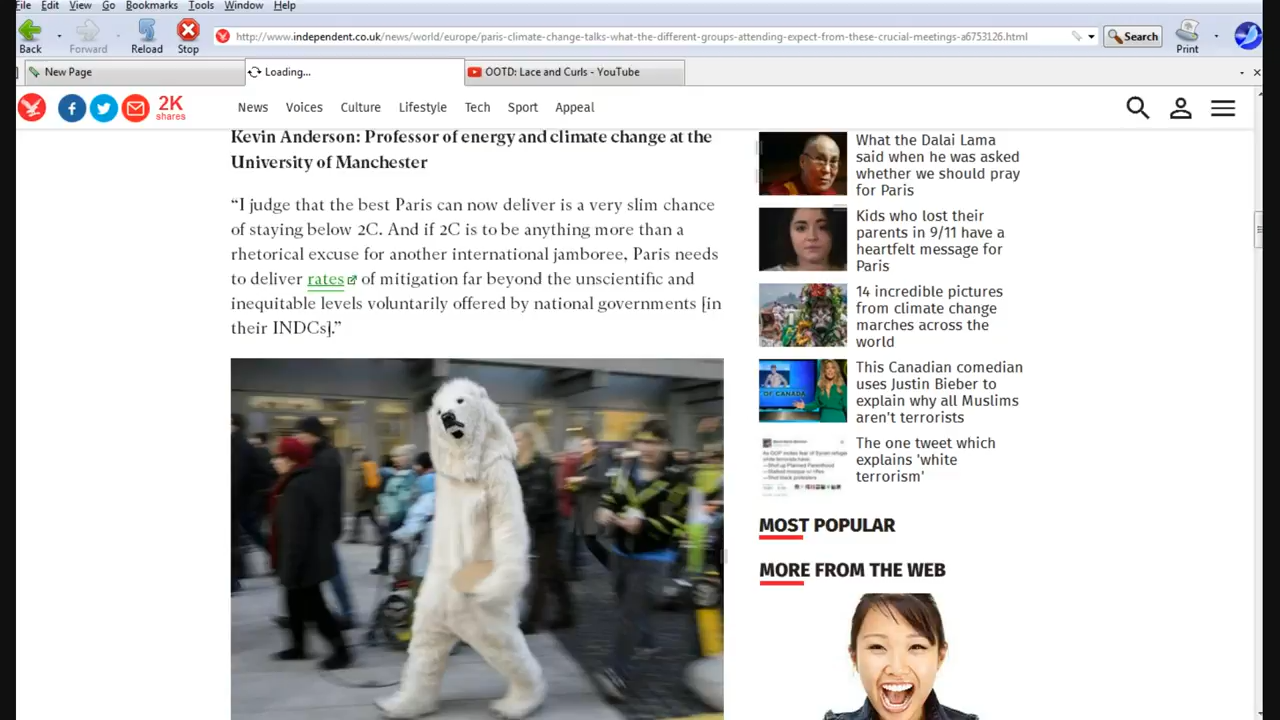 File Edit View Go Bookmarks Tools Window Help
Back Forward Reload Stop
http://www.independent.co.uk/news/world/europe/paris-climate-change-talks-what-the-different-groups-attending-expect-from-these-crucial-meetings-a6753126.html
Search
Print
New Page
Loading...
OOTD: Lace and Curls - YouTube
2K
shares
News Voices Culture Lifestyle Tech Sport Appeal
Kevin Anderson: Professor of energy and climate change at the
University of Manchester
“I judge that the best Paris can now deliver is a very slim chance
of staying below 2C. And if 2C is to be anything more than a
rhetorical excuse for another international jamboree, Paris needs
to deliver rates of mitigation far beyond the unscientific and
inequitable levels voluntarily offered by national governments [in
their INDCs].”
What the Dalai Lama
said when he was asked
whether we should pray
for Paris
Kids who lost their
parents in 9/11 have a
heartfelt message for
Paris
14 incredible pictures
from climate change
marches across the
world
OF CANADA
This Canadian comedian
uses Justin Bieber to
explain why all Muslims
aren't terrorists
The one tweet which
explains 'white
terrorism'
MOST POPULAR
MORE FROM THE WEB